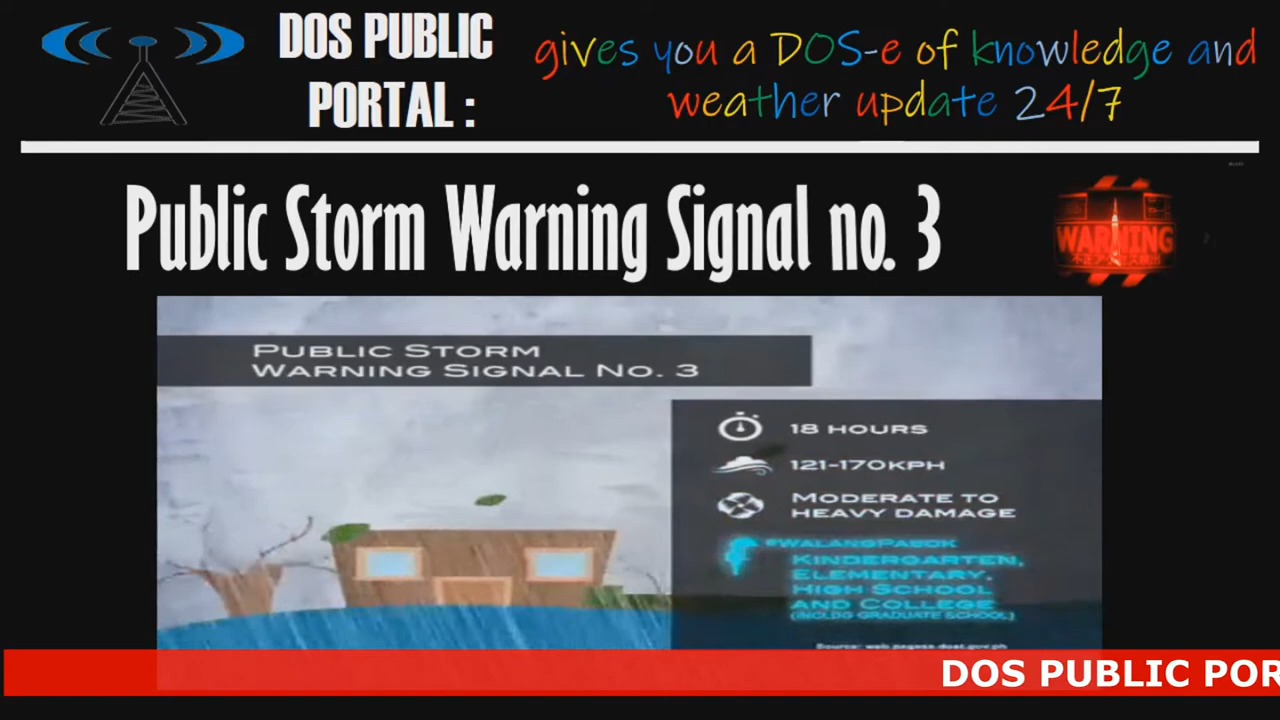 DOS PUBLIC
PORTAL :
gives you a DOS-e of knowledge and
weather update 24/7
Public Storm Warning Signal no. 3
WARNING
PUBLIC STORM
WARNING SIGNAL NO. 3
18 HOURS
121-170KPH
MODERATE TO
HEAVY DAMAGE
#WALANGPASOK
KINDERGARTEN,
ELEMENTARY,
HIGH SCHOOL
AND COLLEGE
(INCLDG GRADUATE SCHOOL)
Source: web.pagasa.dost.gov.ph
DOS PUBLIC POR